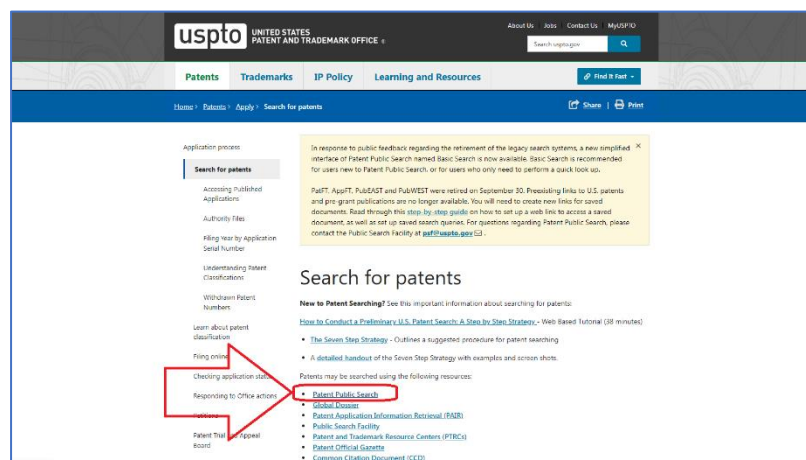 About Us Jobs Contact Us MyUSPTO
uspto UNITED STATES
PATENT AND TRADEMARK OFFICE
Search uspto.gov
Patents Trademarks IP Policy Learning and Resources Find It Fast
Home Patents Apply Search for patents Share | Print
Application process
Search for patents
Accessing Published
Applications
Authority Files
Filing Year by Application
Serial Number
Understanding Patent
Classifications
Withdrawn Patent
Numbers
Learn about patent
classification
Filing online
Checking application status
Responding to Office actions
Petitions
Patent Trial and Appeal
Board
In response to public feedback regarding the retirement of the legacy search systems, a new simplified
interface of Patent Public Search named Basic Search is now available. Basic Search is recommended
for users new to Patent Public Search, or for users who only need to perform a quick look up.
PatFT, AppFT, PubEAST and PubWEST were retired on September 30. Preexisting links to U.S. patents
and pre-grant publications are no longer available. You will need to create new links for saved
documents. Read through this step-by-step guide on how to set up a web link to access a saved
document, as well as set up saved search queries. For questions regarding Patent Public Search, please
contact the Public Search Facility at psf@uspto.gov.
Search for patents
New to Patent Searching? See this important information about searching for patents:
How to Conduct a Preliminary U.S. Patent Search: A Step by Step Strategy - Web Based Tutorial (38 minutes)
• The Seven Step Strategy - Outlines a suggested procedure for patent searching
• A detailed handout of the Seven Step Strategy with examples and screen shots.
Patents may be searched using the following resources:
• Patent Public Search
• Global Dossier
• Patent Application Information Retrieval (PAIR)
• Public Search Facility
• Patent and Trademark Resource Centers (PTRCs)
• Patent Official Gazette
• Common Citation Document (CCD)